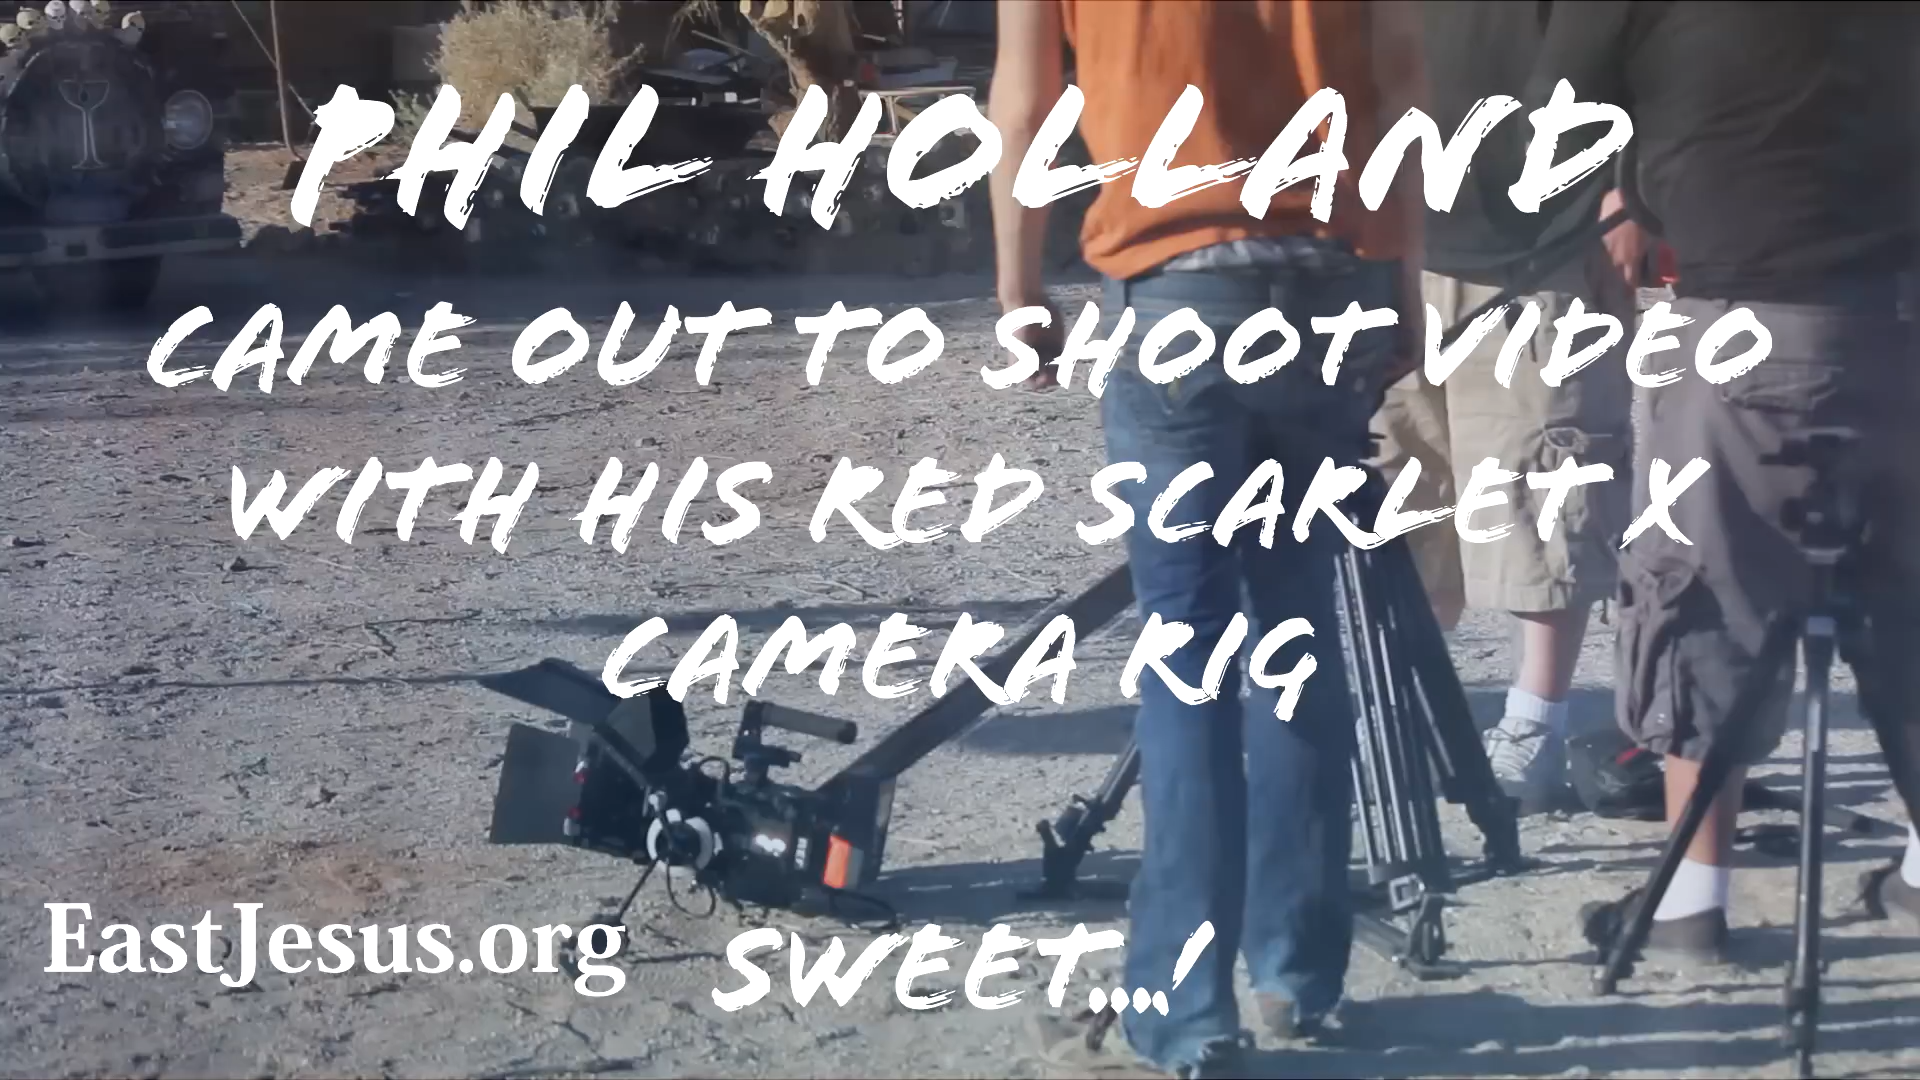 PHIL HOLLAND
CAME OUT TO SHOOT VIDEO
WITH HIS RED SCARLET X
CAMERA RIG
EastJesus.org
SWEET....!